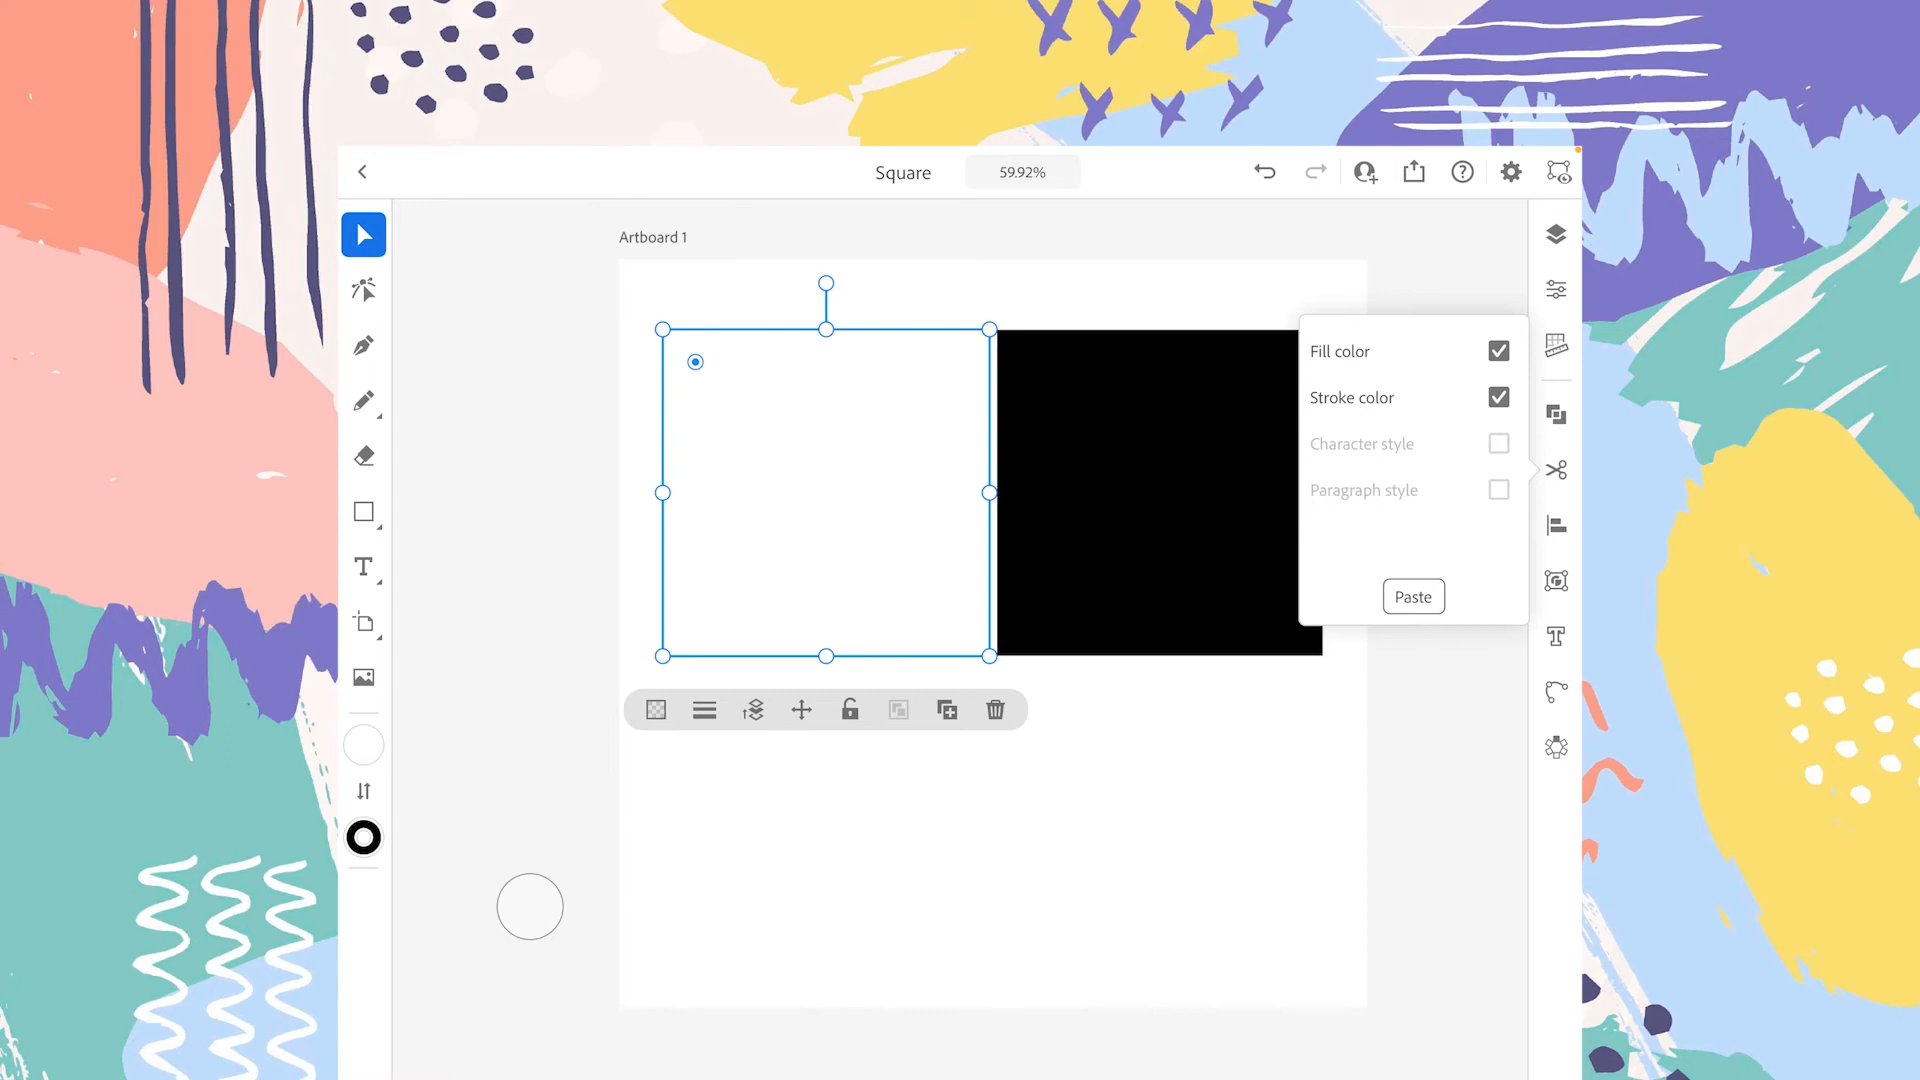 Square
59.92%
Artboard 1
Fill color
Stroke color
Character style
Paragraph style
Paste